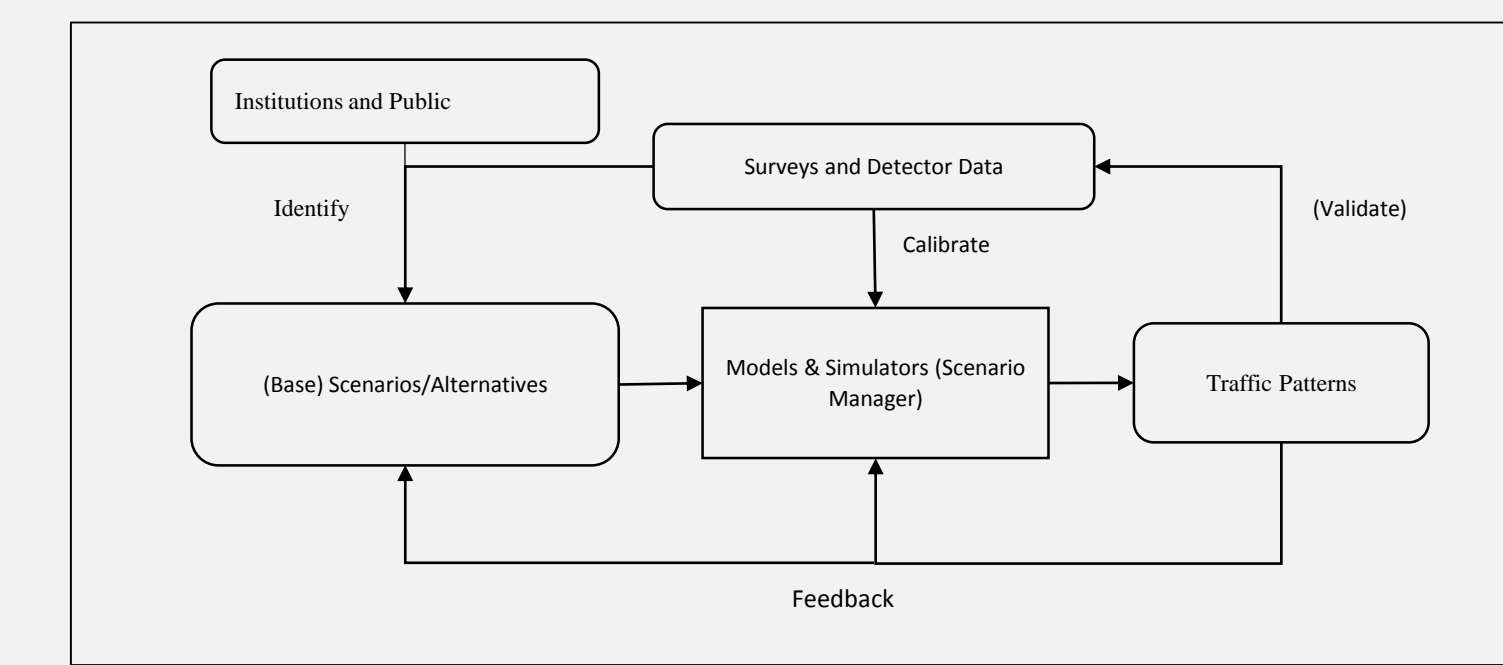 Institutions and Public
Surveys and Detector Data
Identify
(Validate)
Calibrate
(Base) Scenarios/Alternatives
Models & Simulators (Scenario
Manager)
Traffic Patterns
Feedback